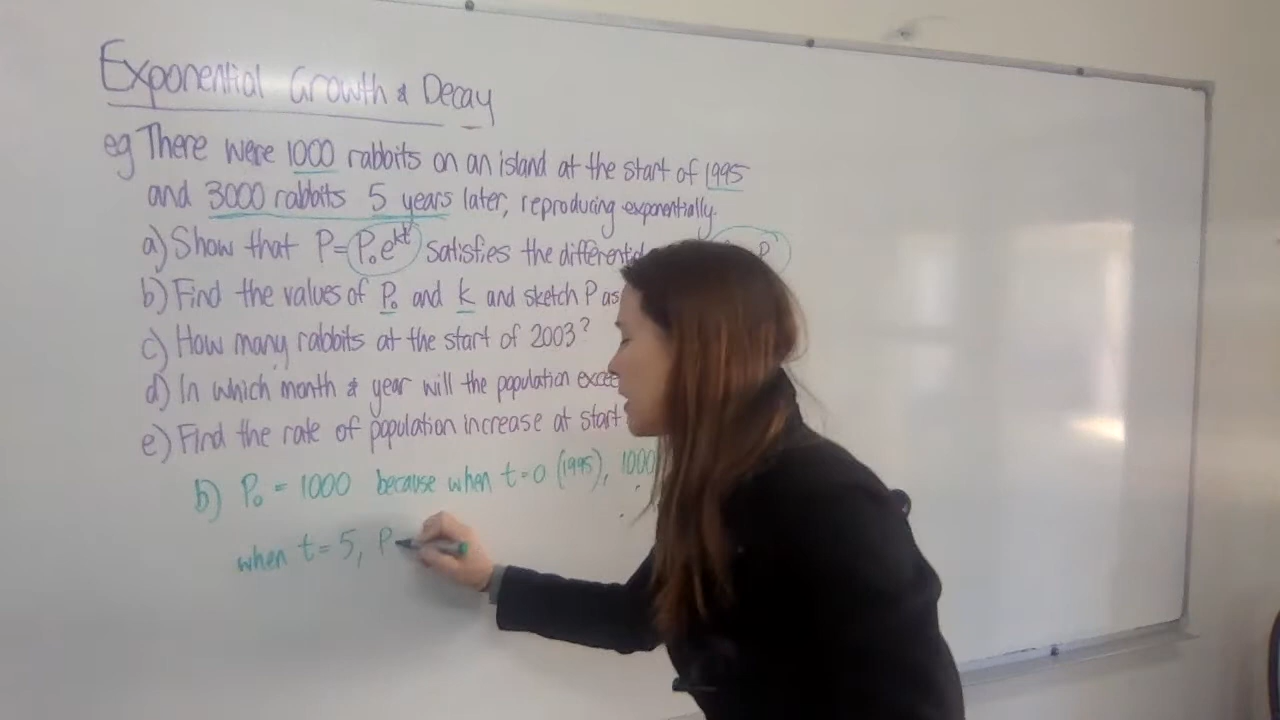 Exponential Growth & Decay
eg There were 1000 rabbits on an island at the start of 1995
and 3000 rabbits 5 years later, reproducing exponentially.
a) Show that P=P₀e^kt satisfies the P
b) Find the values of P₀ and k and sketch P as
c) How many rabbits at the start of 2003?
d) In which month & year will the population
e) Find the rate of population increase at start
b) P₀ = 1000 because when t=0 (1995), 1000
when t=5, P